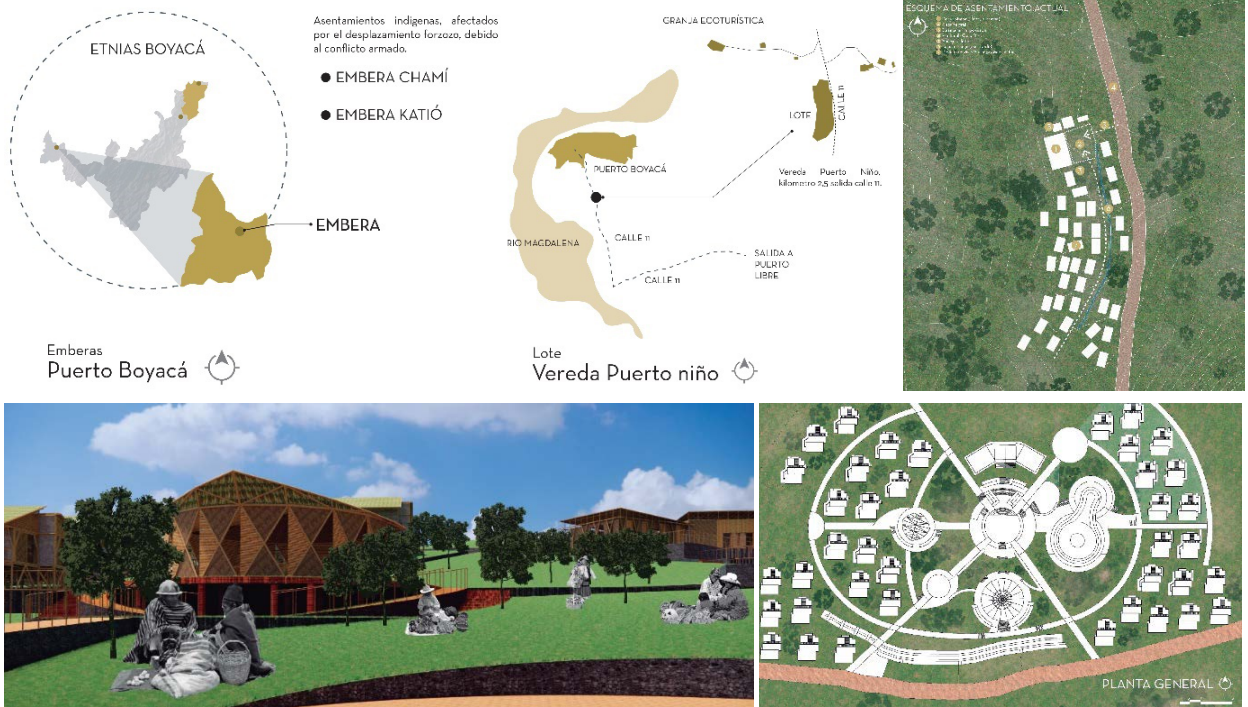 ETNIAS BOYACÁ
Asentamientos indigenas, afectados
por el desplazamiento forzozo, debido
al conflicto armado.
EMBERA CHAMÍ
EMBERA KATIÓ
EMBERA
Emberas
Puerto Boyacá
GRANJA ECOTURÍSTICA
LOTE
CALLE 11
PUERTO BOYACÁ
Vereda Puerto Niño,
kilometro 2,5 salida calle 11.
RIO MAGDALENA
CALLE 11
SALIDA A
PUERTO
LIBRE
CALLE 11
Lote
Vereda Puerto niño
ESQUEMA DE ASENTAMIENTO ACTUAL
4
PLANTA GENERAL